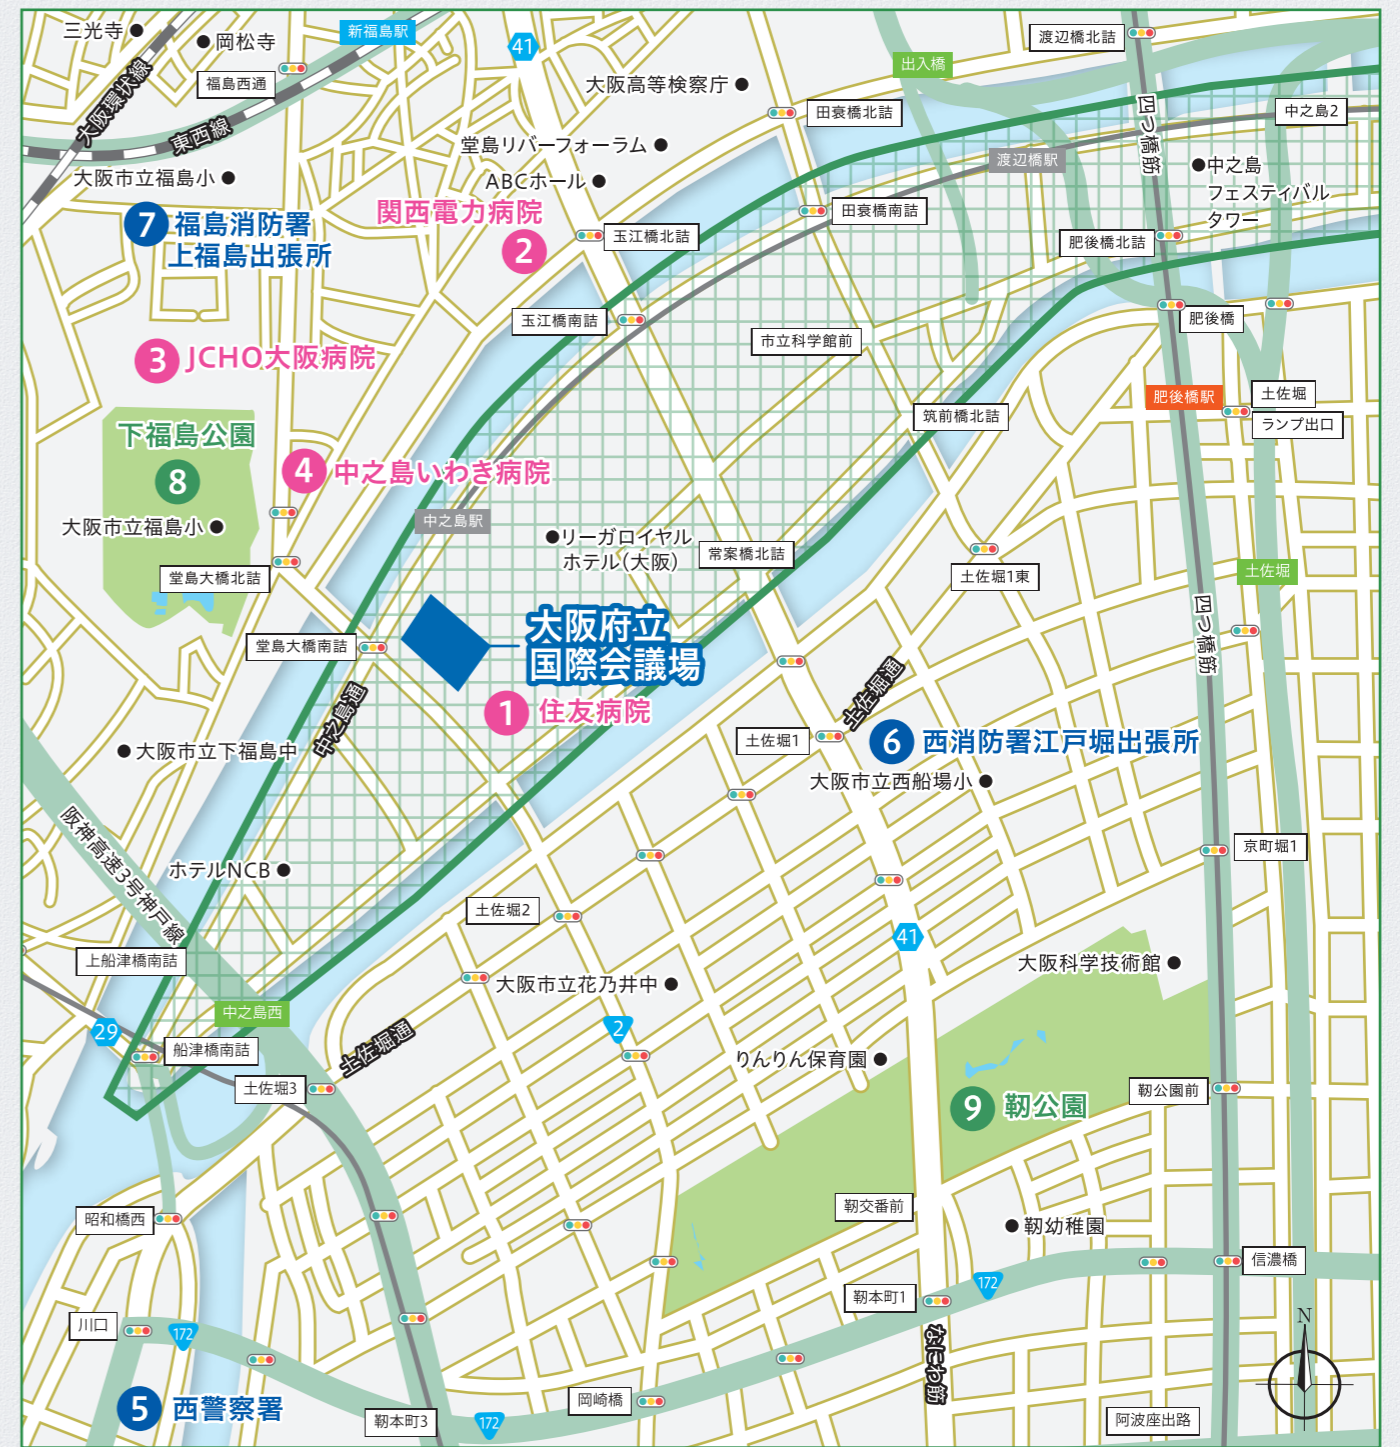 三光寺
岡松寺
新福島駅
41
渡辺橋北詰
福島西通
大阪環状線
東西線
大阪高等検察庁
出入橋
田蓑橋北詰
四つ橋筋
中之島2
堂島リバーフォーラム
渡辺橋駅
中之島
フェスティバル
タワー
大阪市立福島小
ABCホール
7
福島消防署
上福島出張所
関西電力病院
2
玉江橋北詰
田蓑橋南詰
肥後橋北詰
玉江橋南詰
市立科学館前
肥後橋
3
JCHO大阪病院
肥後橋駅
土佐堀
ランプ出口
筑前橋北詰
下福島公園
8
4
中之島いわき病院
大阪市立福島小
中之島駅
リーガロイヤル
ホテル(大阪)
常案橋北詰
土佐堀1東
土佐堀
堂島大橋北詰
堂島大橋南詰
大阪府立
国際会議場
四つ橋筋
1
住友病院
中之島通
土佐堀通
土佐堀1
6
西消防署江戸堀出張所
大阪市立西船場小
大阪市立下福島中
阪神高速3号神戸線
ホテルNCB
京町堀1
土佐堀2
41
上船津橋南詰
大阪市立花乃井中
大阪科学技術館
中之島西
29
船津橋南詰
土佐堀通
2
りんりん保育園
土佐堀3
9
靭公園
靭公園前
昭和橋西
靭交番前
靭幼稚園
信濃橋
172
靭本町1
川口
172
なにわ筋
N
5
西警察署
靭本町3
172
岡崎橋
阿波座出路